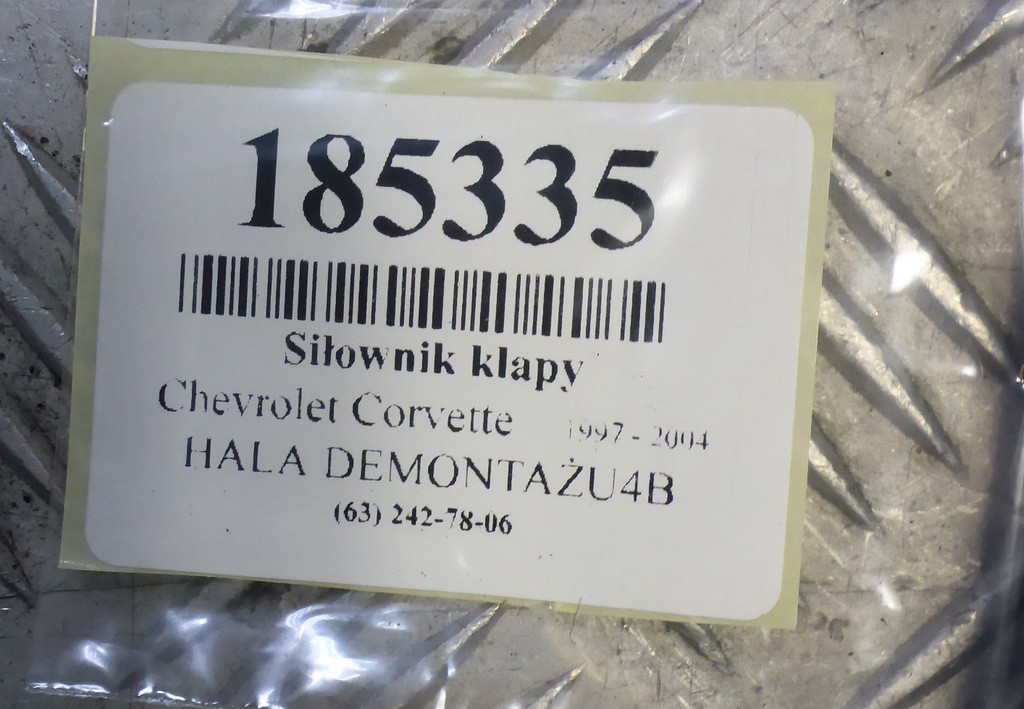 185335
Siłownik klapy
Chevrolet Corvette 1997 - 2004
HALA DEMONTAŻU4B
(63) 242-78-06